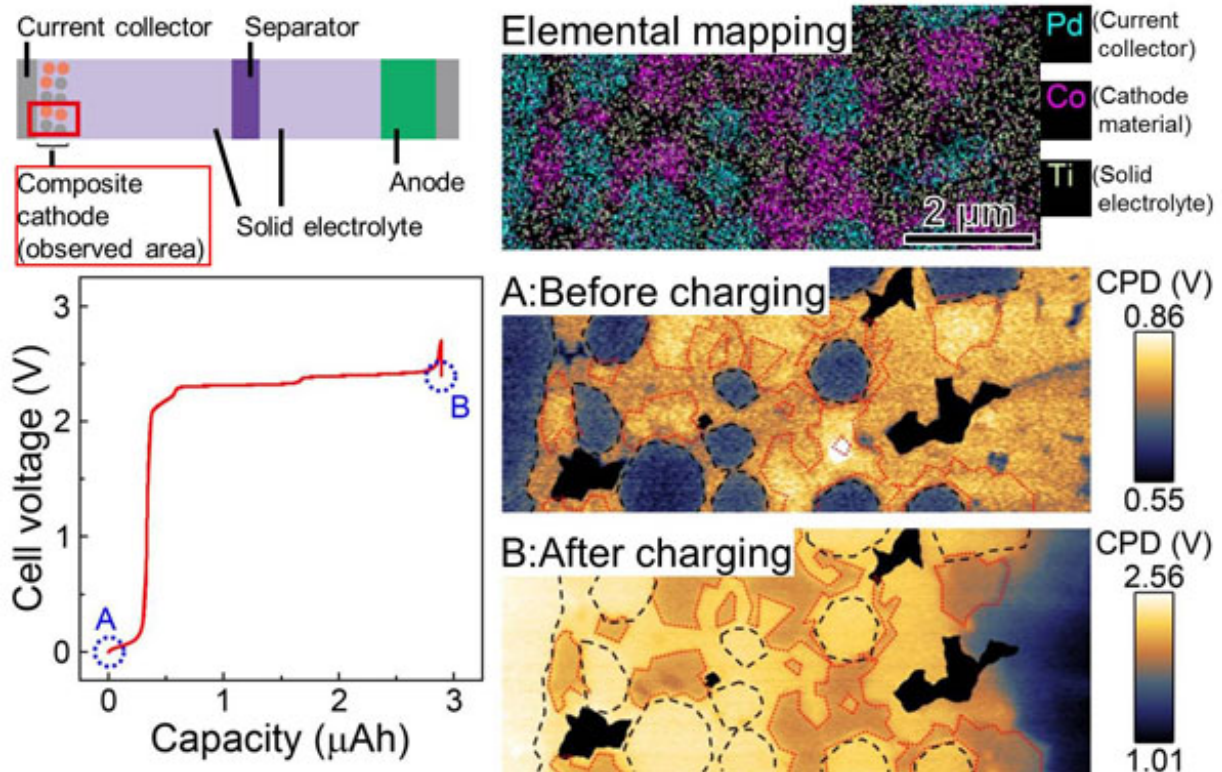 Current collector
Separator
Composite
cathode
(observed area)
Solid electrolyte
Anode
Elemental mapping
Pd (Current
collector)
Co (Cathode
material)
Ti (Solid
electrolyte)
2 μm
Cell voltage (V)
3
2
1
0
A
B
0
1
2
3
Capacity (μAh)
A:Before charging
CPD (V)
0.86
0.55
B:After charging
CPD (V)
2.56
1.01